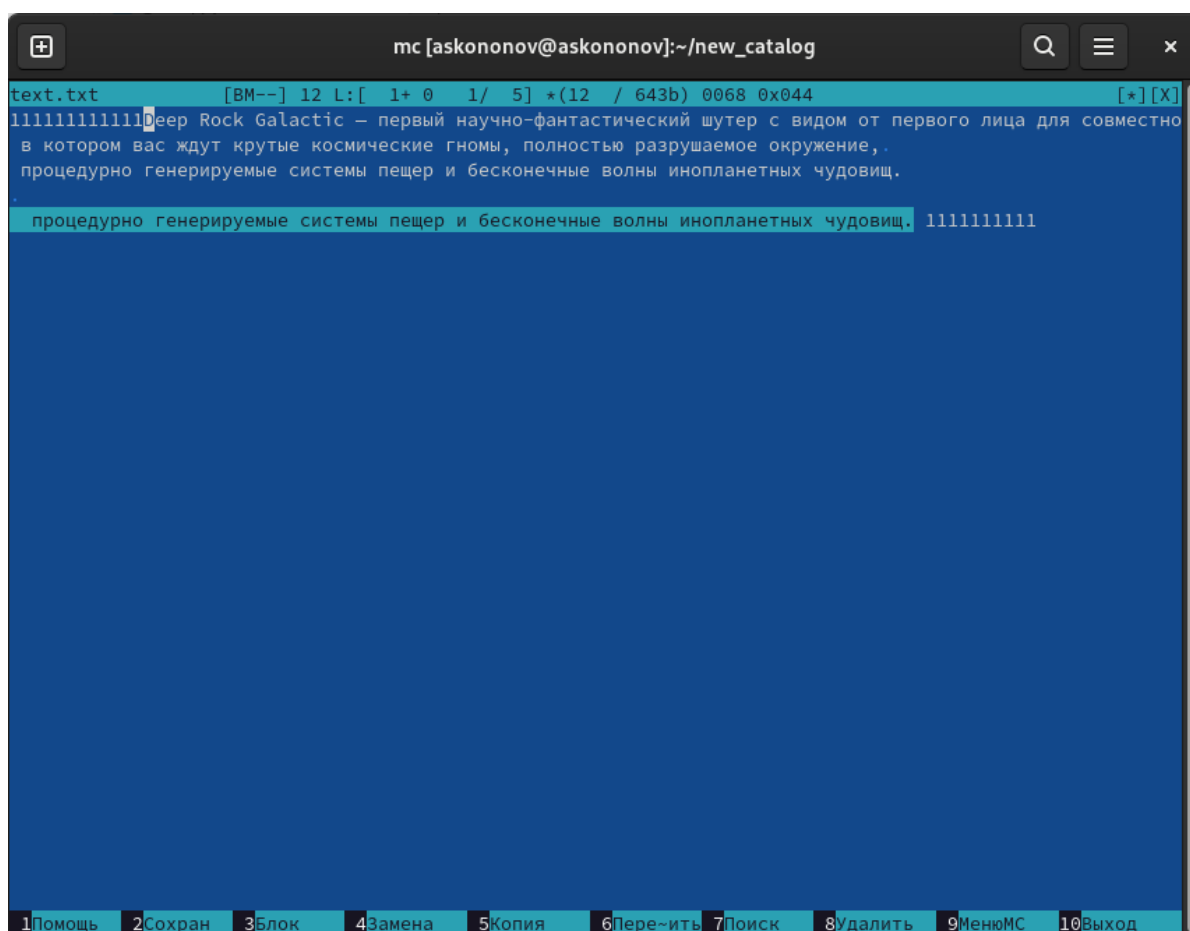 mc [askononov@askononov]:~/new_catalog
text.txt [BM--] 12 L:[ 1+ 0 1/ 5] *(12 / 643b) 0068 0x044 [*][X]
111111111111Deep Rock Galactic — первый научно-фантастический шутер с видом от первого лица для совместно
в котором вас ждут крутые космические гномы, полностью разрушаемое окружение,.
процедурно генерируемые системы пещер и бесконечные волны инопланетных чудовищ.
.
процедурно генерируемые системы пещер и бесконечные волны инопланетных чудовищ. 1111111111
1Помощь 2Сохран 3Блок 4Замена 5Копия 6Пере~ить 7Поиск 8Удалить 9МенюMC 10Выход